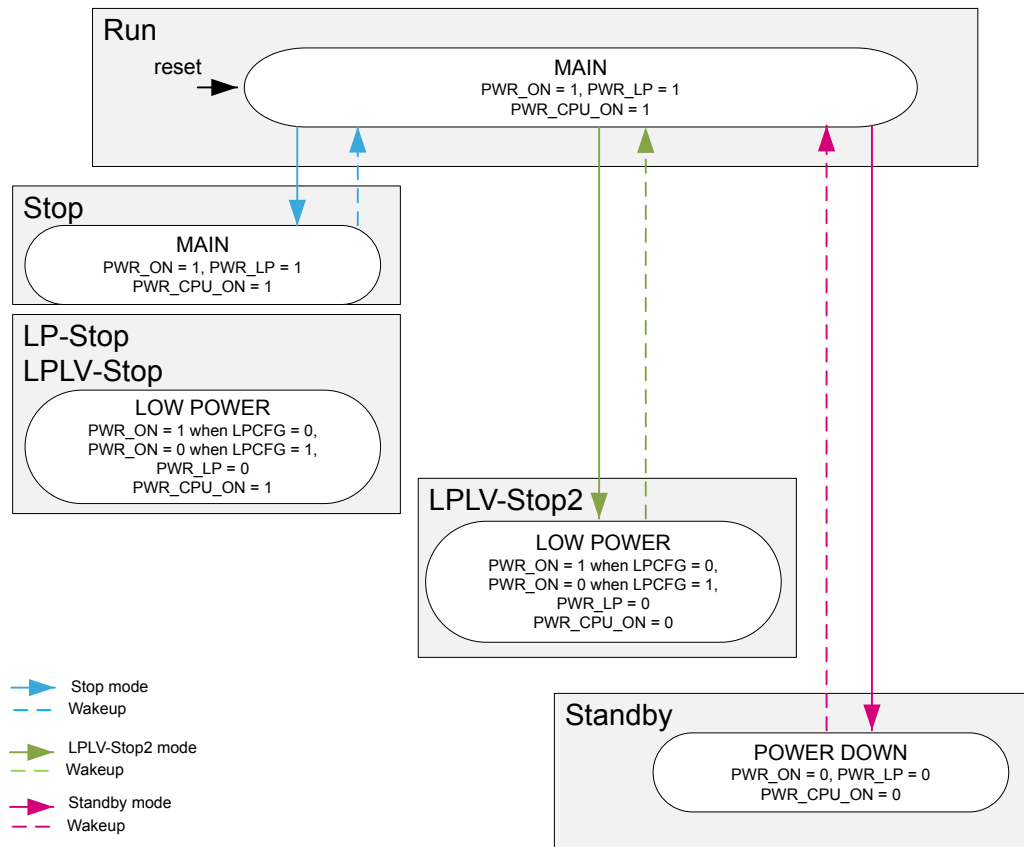 Run
reset
MAIN
PWR_ON = 1, PWR_LP = 1
PWR_CPU_ON = 1
Stop
MAIN
PWR_ON = 1, PWR_LP = 1
PWR_CPU_ON = 1
LP-Stop
LPLV-Stop
LOW POWER
PWR_ON = 1 when LPCFG = 0,
PWR_ON = 0 when LPCFG = 1,
PWR_LP = 0
PWR_CPU_ON = 1
LPLV-Stop2
LOW POWER
PWR_ON = 1 when LPCFG = 0,
PWR_ON = 0 when LPCFG = 1,
PWR_LP = 0
PWR_CPU_ON = 0
Standby
POWER DOWN
PWR_ON = 0, PWR_LP = 0
PWR_CPU_ON = 0
Stop mode
Wakeup
LPLV-Stop2 mode
Wakeup
Standby mode
Wakeup